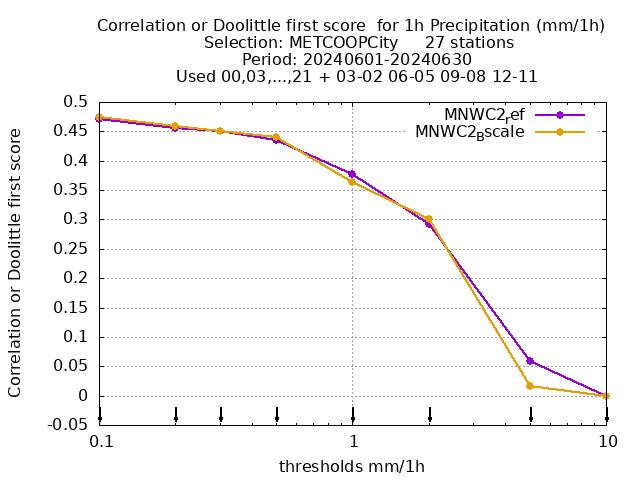 Correlation or Doolittle first score  for 1h Precipitation (mm/1h)
Selection: METCOOPCity     27 stations
Period: 20240601-20240630
Used 00,03,...,21 + 03-02 06-05 09-08 12-11
MNWC2ref
MNWC2Bscale
Correlation or Doolittle first score
0.5
0.45
0.4
0.35
0.3
0.25
0.2
0.15
0.1
0.05
0
-0.05
0.1
1
10
thresholds mm/1h